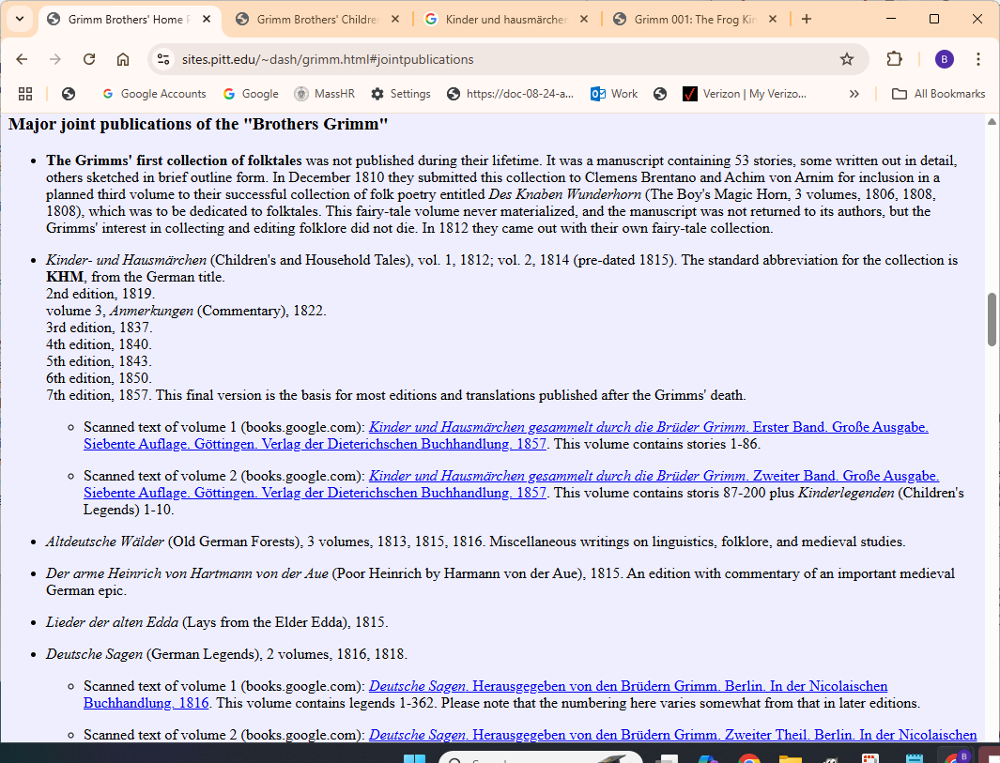 Grimm Brothers' Home P
Grimm Brothers' Childre
Kinder und hausmärchen
Grimm 001: The Frog Kin
sites.pitt.edu/~dash/grimm.html#jointpublications
B
Google Accounts
Google
MassHR
Settings
https://doc-08-24-a...
Work
Verizon | My Verizo...
All Bookmarks
Major joint publications of the "Brothers Grimm"
The Grimms' first collection of folktales was not published during their lifetime. It was a manuscript containing 53 stories, some written out in detail,
others sketched in brief outline form. In December 1810 they submitted this collection to Clemens Brentano and Achim von Arnim for inclusion in a
planned third volume to their successful collection of folk poetry entitled Des Knaben Wunderhorn (The Boy's Magic Horn, 3 volumes, 1806, 1808,
1808), which was to be dedicated to folktales. This fairy-tale volume never materialized, and the manuscript was not returned to its authors, but the
Grimms' interest in collecting and editing folklore did not die. In 1812 they came out with their own fairy-tale collection.
Kinder- und Hausmärchen (Children's and Household Tales), vol. 1, 1812; vol. 2, 1814 (pre-dated 1815). The standard abbreviation for the collection is
KHM, from the German title.
2nd edition, 1819.
volume 3, Anmerkungen (Commentary), 1822.
3rd edition, 1837.
4th edition, 1840.
5th edition, 1843.
6th edition, 1850.
7th edition, 1857. This final version is the basis for most editions and translations published after the Grimms' death.
Scanned text of volume 1 (books.google.com): Kinder und Hausmärchen gesammelt durch die Brüder Grimm. Erster Band. Große Ausgabe.
Siebente Auflage. Göttingen. Verlag der Dieterichschen Buchhandlung, 1857. This volume contains stories 1-86.
Scanned text of volume 2 (books.google.com): Kinder und Hausmärchen gesammelt durch die Brüder Grimm. Zweiter Band. Große Ausgabe.
Siebente Auflage. Göttingen. Verlag der Dieterichschen Buchhandlung, 1857. This volume contains storis 87-200 plus Kinderlegenden (Children's
Legends) 1-10.
Altdeutsche Wälder (Old German Forests), 3 volumes, 1813, 1815, 1816. Miscellaneous writings on linguistics, folklore, and medieval studies.
Der arme Heinrich von Hartmann von der Aue (Poor Heinrich by Harmann von der Aue), 1815. An edition with commentary of an important medieval
German epic.
Lieder der alten Edda (Lays from the Elder Edda), 1815.
Deutsche Sagen (German Legends), 2 volumes, 1816, 1818.
Scanned text of volume 1 (books.google.com): Deutsche Sagen. Herausgegeben von den Brüdern Grimm. Berlin. In der Nicolaischen
Buchhandlung, 1816. This volume contains legends 1-362. Please note that the numbering here varies somewhat from that in later editions.
Scanned text of volume 2 (books.google.com): Deutsche Sagen. Herausgegeben von den Brüdern Grimm. Zweiter Theil. Berlin. In der Nicolaischen
B